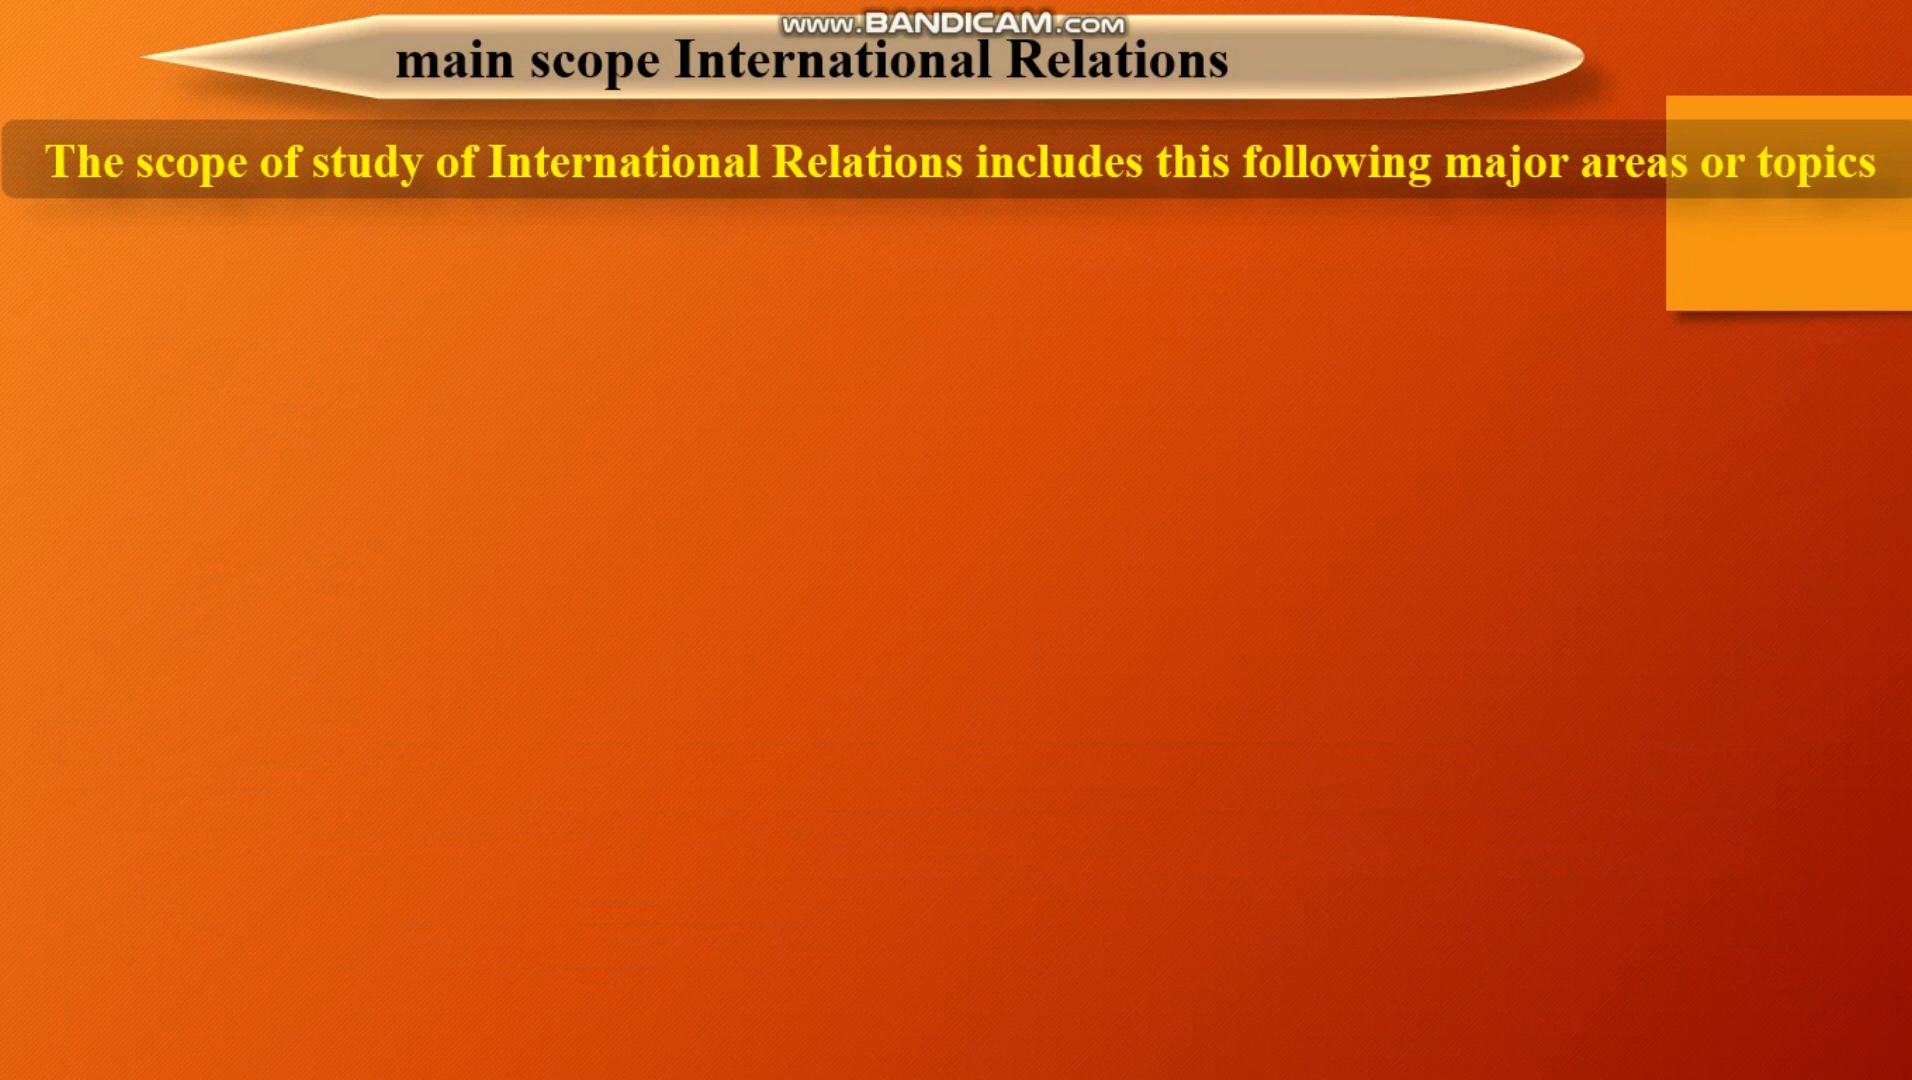 www.BANDICAM.com
main scope International Relations
The scope of study of International Relations includes this following major areas or topics